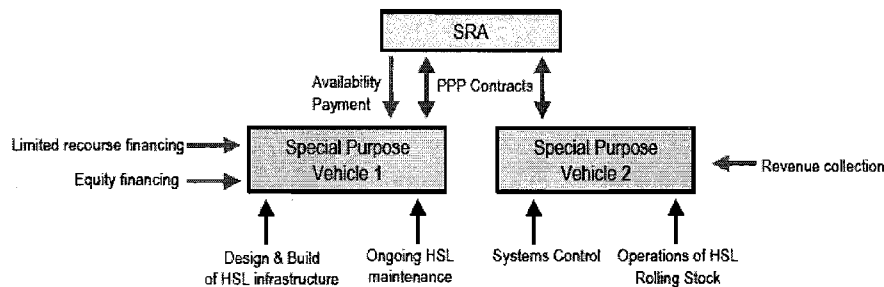 SRA
Availability
Payment
PPP Contracts
Limited recourse financing
Equity financing
Special Purpose
Vehicle 1
Special Purpose
Vehicle 2
Revenue collection
Design & Build
of HSL infrastructure
Ongoing HSL
maintenance
Systems Control
Operations of HSL
Rolling Stock